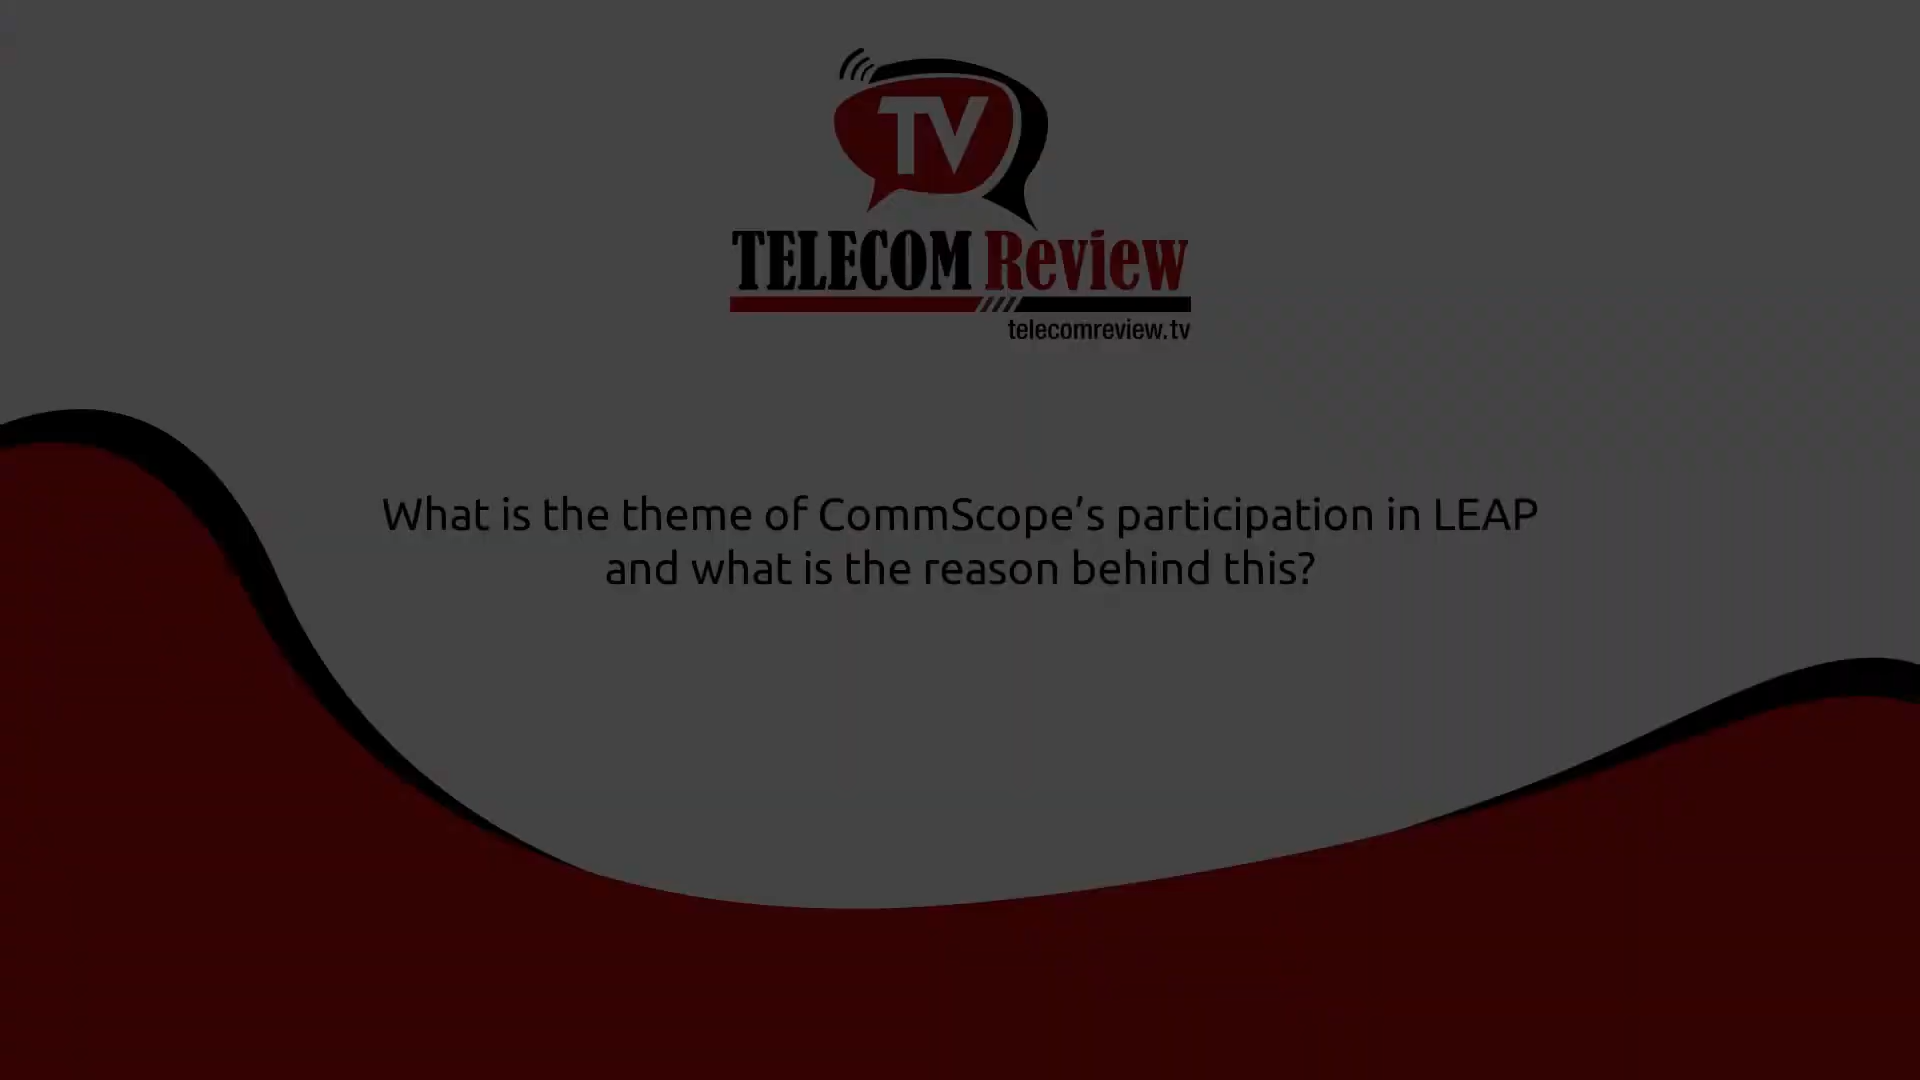 TV
TELECOM Review
telecomreview.tv
What is the theme of CommScope’s participation in LEAP
and what is the reason behind this?